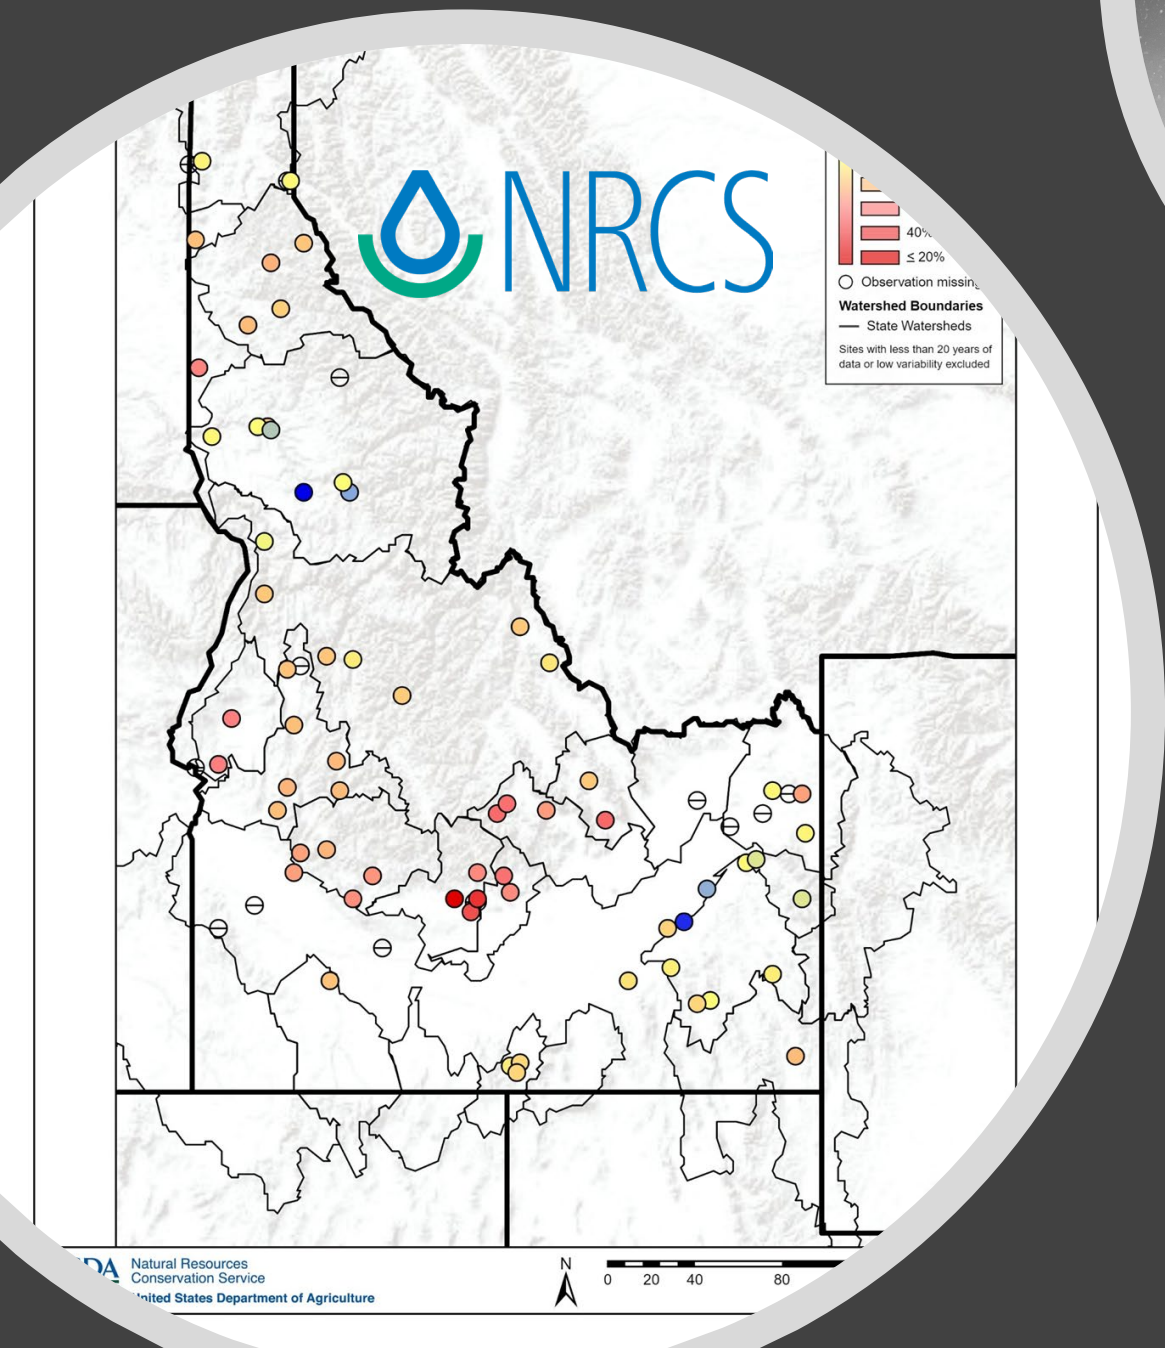 NRCS
40%
≤ 20%
Observation missing
Watershed Boundaries
State Watersheds
Sites with less than 20 years of
data or low variability excluded
Natural Resources
Conservation Service
United States Department of Agriculture
N
0 20 40 80